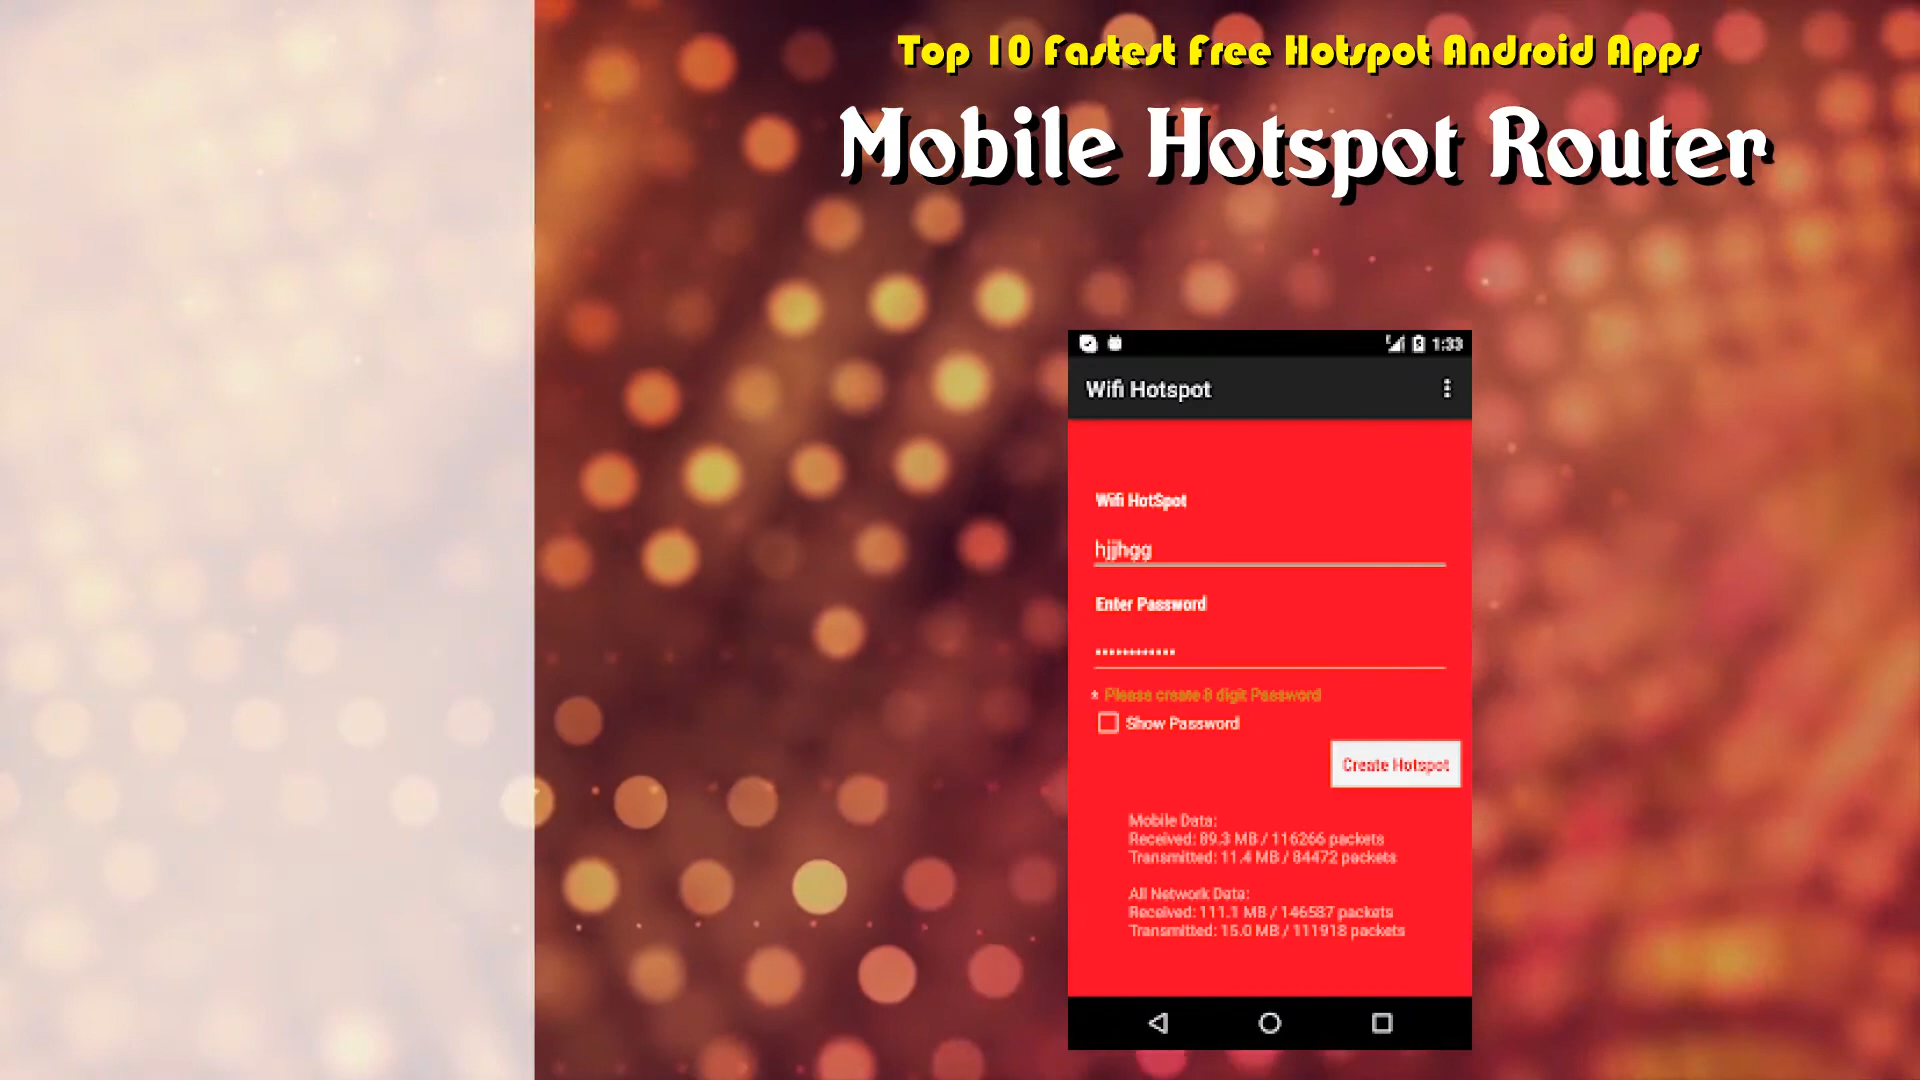 Top 10 Fastest Free Hotspot Android Apps
Mobile Hotspot Router
1:33
Wifi Hotspot
Wifi HotSpot
hjjhgg
Enter Password
••••••••••••
* Please create 8 digit Password
Show Password
Create Hotspot
Mobile Data:
Received: 89.3 MB / 116266 packets
Transmitted: 11.4 MB / 84472 packets
All Network Data:
Received: 111.1 MB / 146587 packets
Transmitted: 15.0 MB / 111918 packets